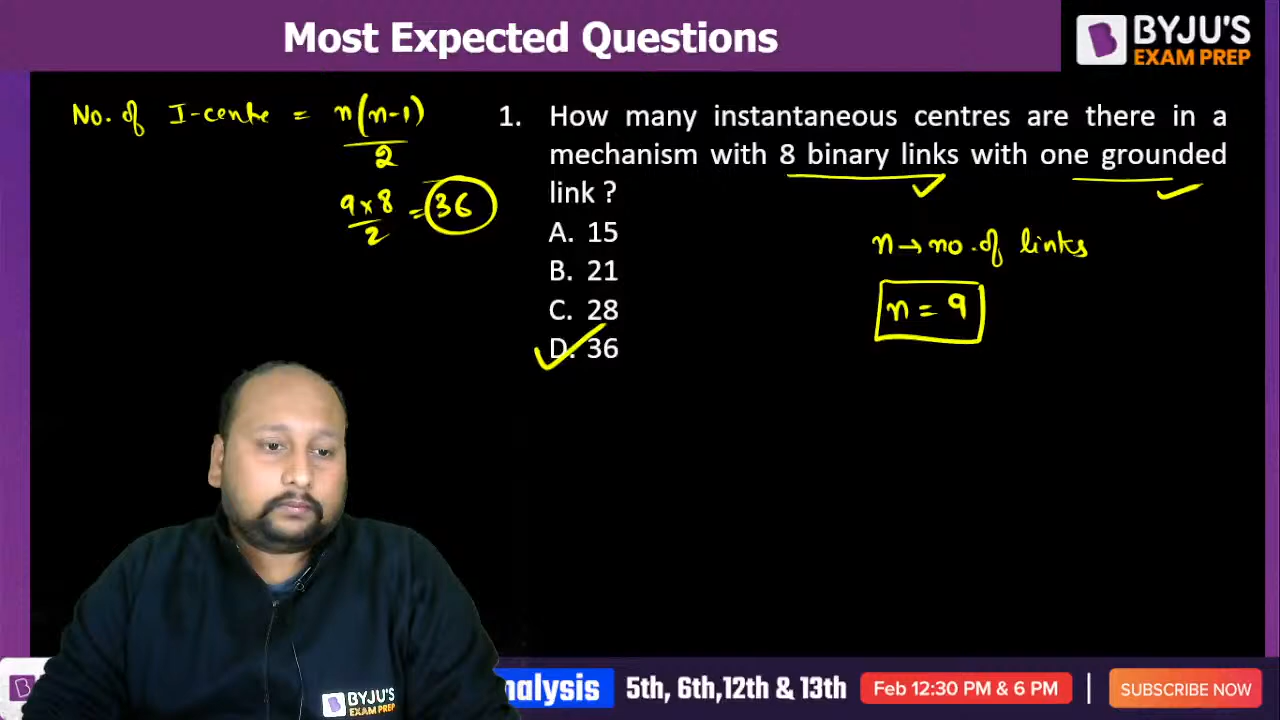 Most Expected Questions
BYJU'S
EXAM PREP
No. of I-centre = n(n-1)
2
9 x 8 = 36
2
1. How many instantaneous centres are there in a
mechanism with 8 binary links with one grounded
link ?
A. 15
B. 21
C. 28
D. 36
n → no. of links
n = 9
BYJU'S
EXAM PREP
nalysis
5th, 6th,12th & 13th
Feb 12:30 PM & 6 PM
SUBSCRIBE NOW